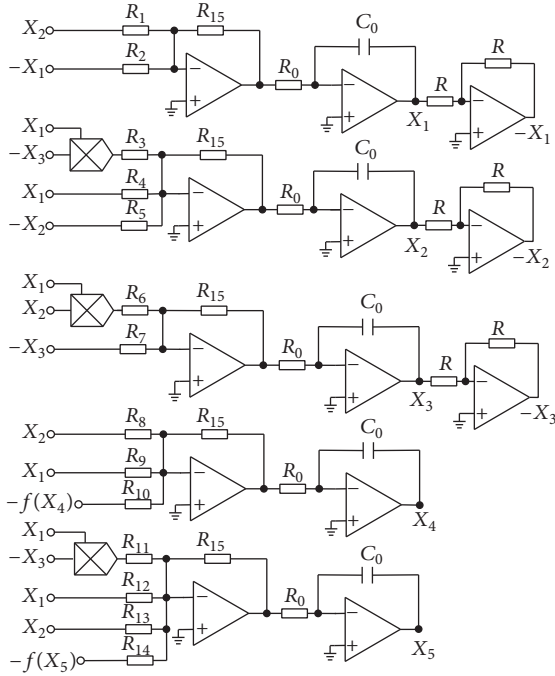 X₂ R₁ R₁₅ C₀
−X₁ R₂ − + R₀ − + X₁ R R − + −X₁
X₁
−X₃ R₃ R₁₅ C₀
X₁ R₄ − + R₀ − + X₂ R R − + −X₂
−X₂ R₅
X₁
X₂ R₆ R₁₅ C₀
−X₃ R₇ − + R₀ − + X₃ R R − + −X₃
X₂ R₈ R₁₅ C₀
X₁ R₉ − + R₀ − + X₄
−f(X₄) R₁₀
X₁
−X₃ R₁₁ R₁₅ C₀
X₁ R₁₂ − + R₀ − + X₅
X₂ R₁₃
−f(X₅) R₁₄